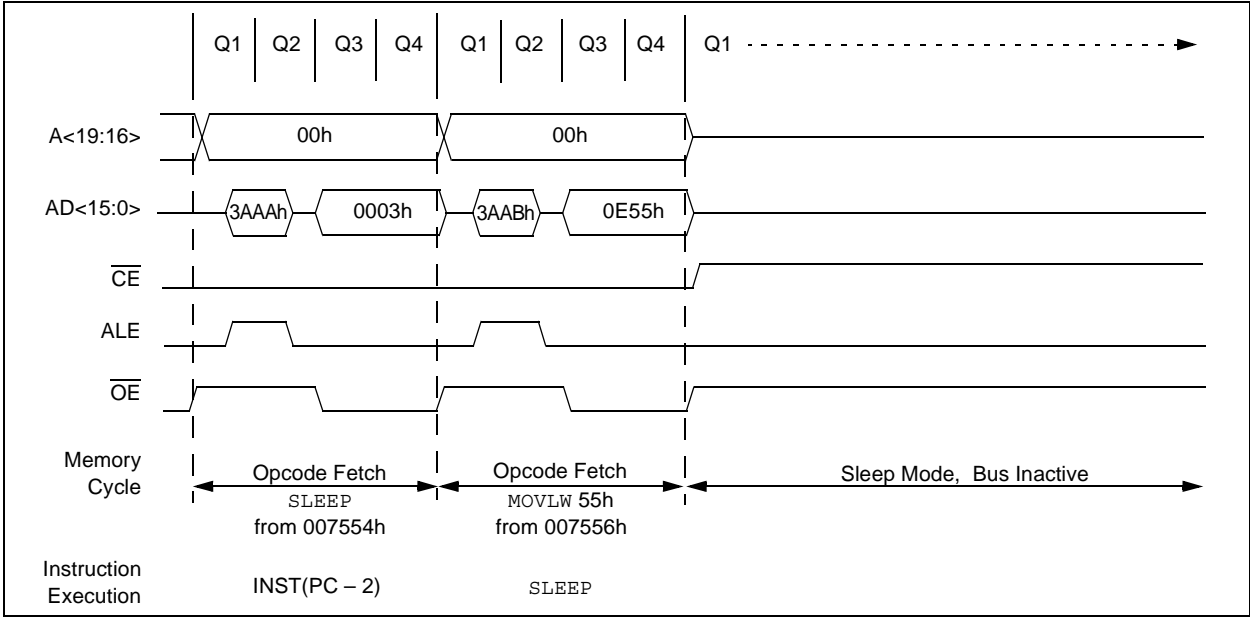 Q1 Q2 Q3 Q4 Q1 Q2 Q3 Q4 Q1
A<19:16> 00h 00h
AD<15:0> 3AAAh 0003h 3AABh 0E55h
CE
ALE
OE
Memory
Cycle
Opcode Fetch
SLEEP
from 007554h
Opcode Fetch
MOVLW 55h
from 007556h
Sleep Mode, Bus Inactive
Instruction
Execution
INST(PC – 2)
SLEEP